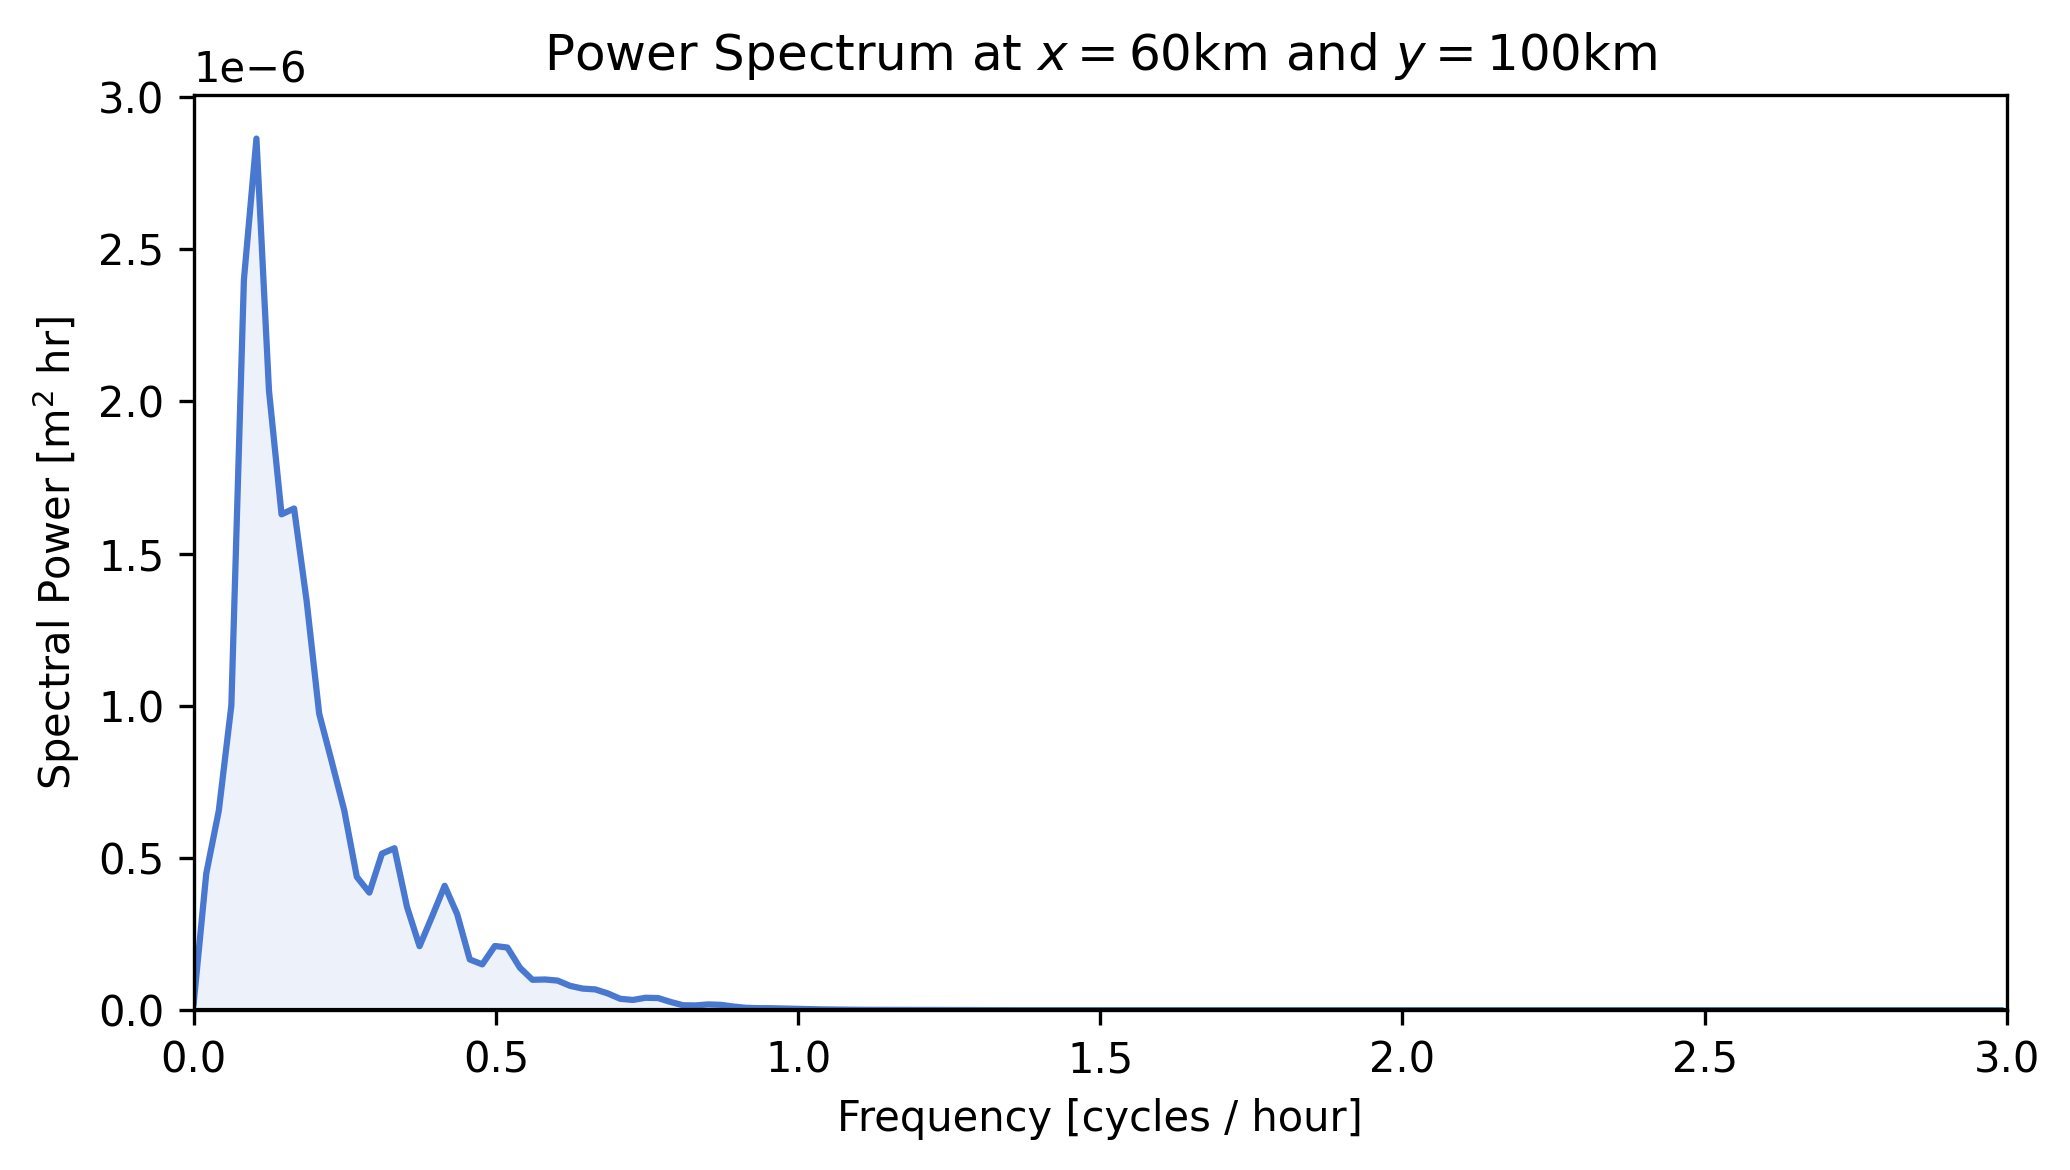 Power Spectrum at x = 60km and y = 100km
1e−6
3.0
2.5
2.0
1.5
1.0
0.5
0.0
Spectral Power [m² hr]
0.0 0.5 1.0 1.5 2.0 2.5 3.0
Frequency [cycles / hour]